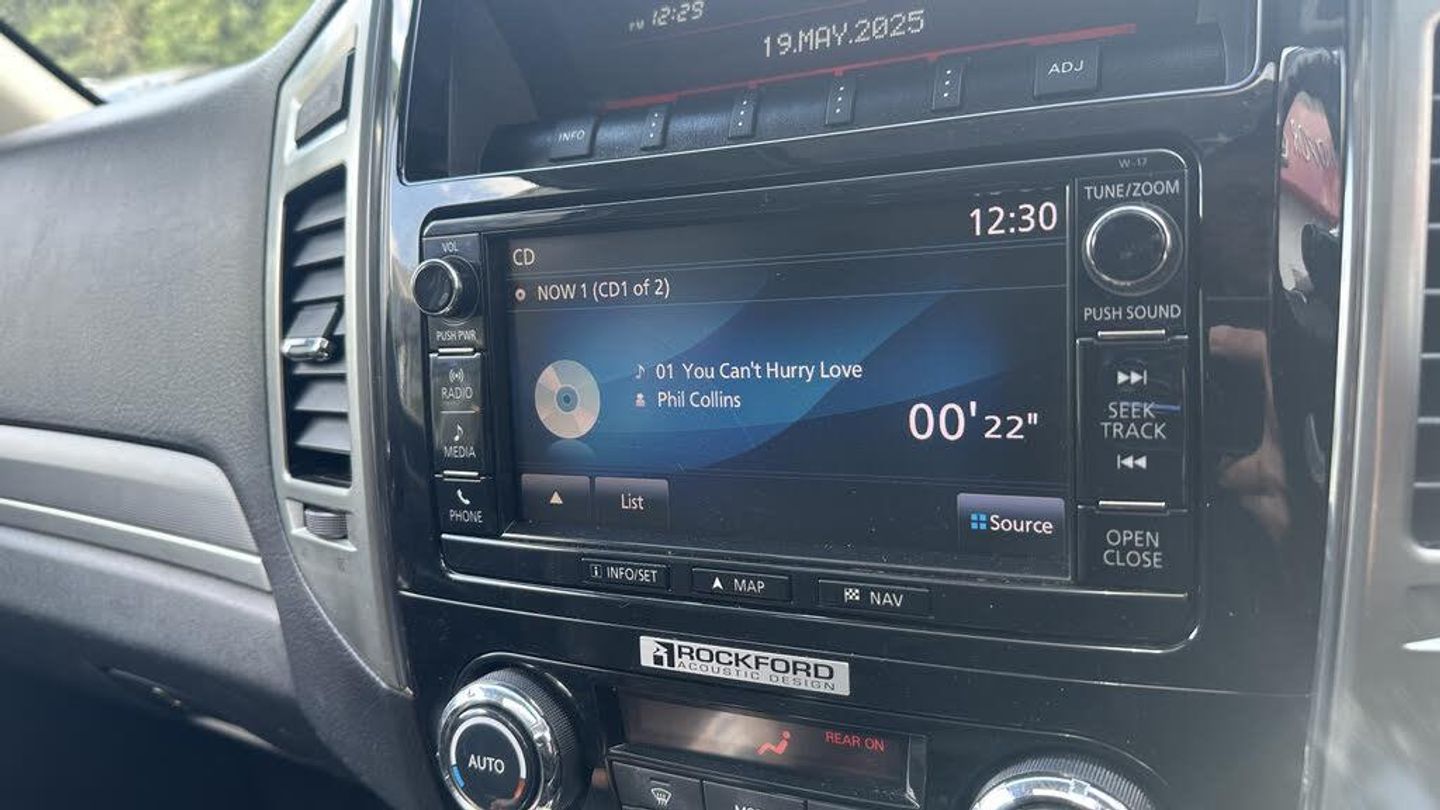 PM 12:29
19.MAY.2025
INFO
ADJ
W-17
VOL
PUSH PWR
RADIO
MEDIA
PHONE
CD
12:30
NOW 1 (CD1 of 2)
01 You Can't Hurry Love
Phil Collins
00'22"
List
Source
TUNE/ZOOM
PUSH SOUND
SEEK
TRACK
OPEN
CLOSE
INFO/SET
MAP
NAV
ROCKFORD
ACOUSTIC DESIGN
AUTO
REAR ON